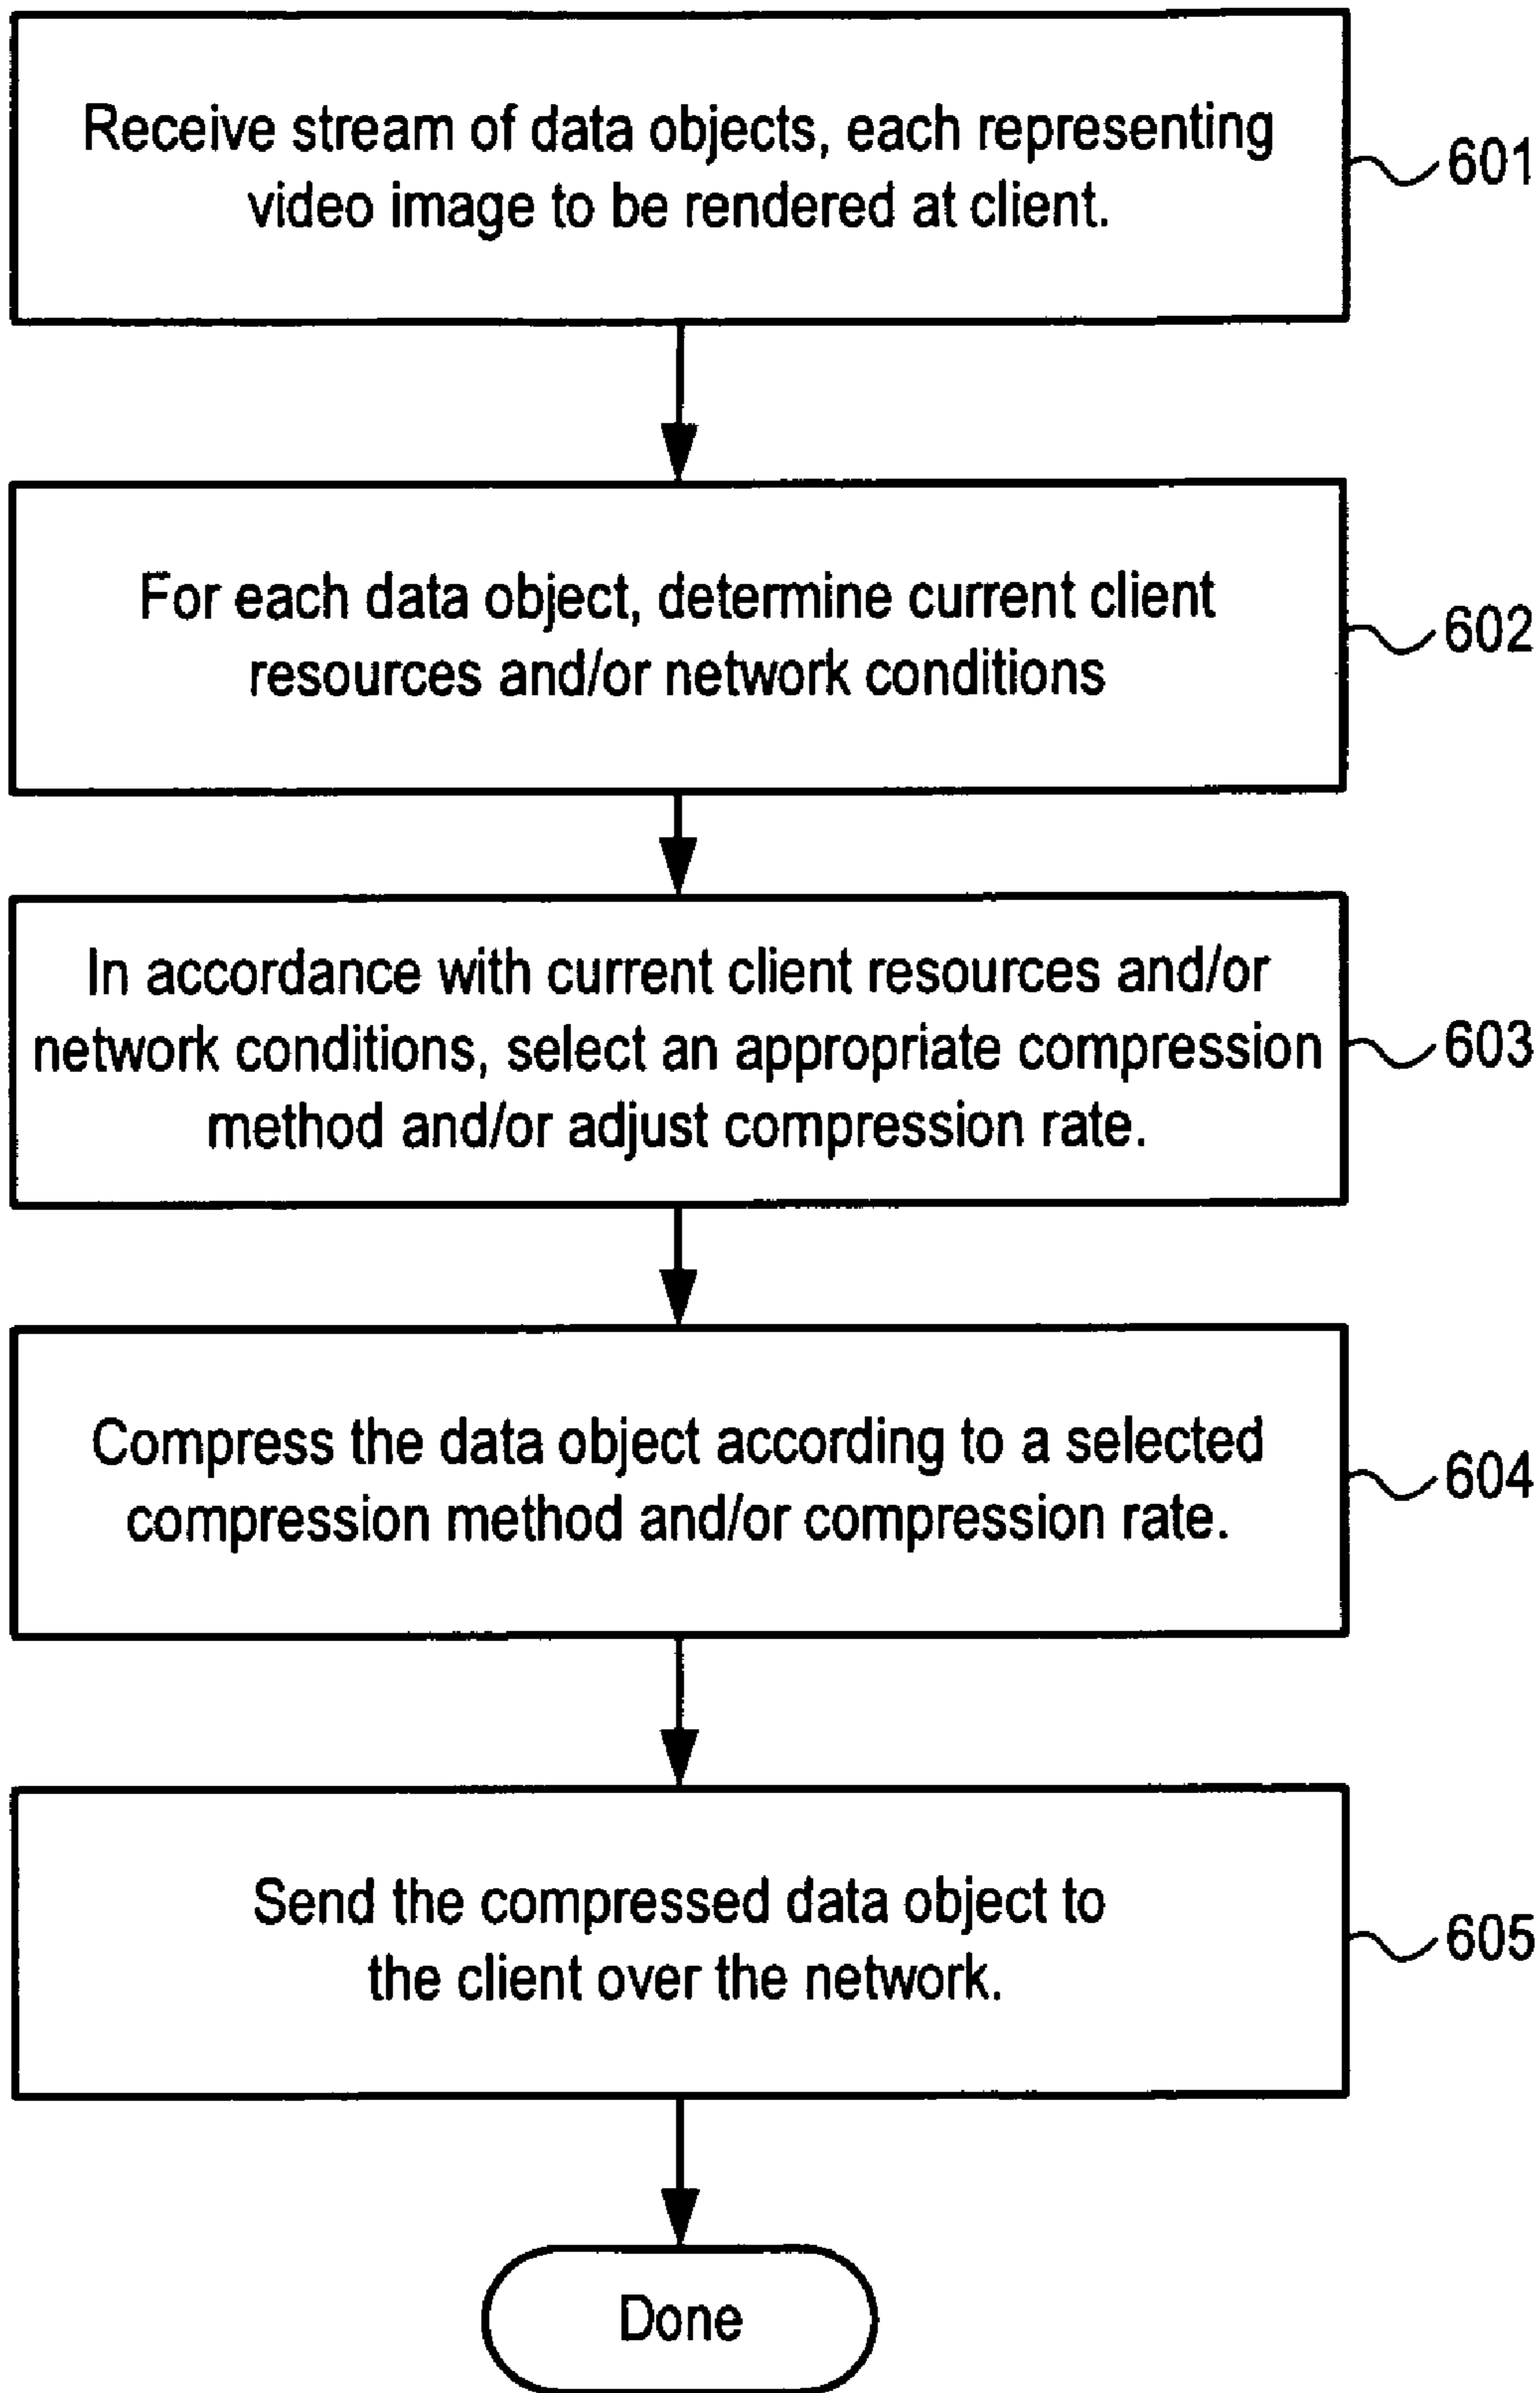 Receive stream of data objects, each representing
video image to be rendered at client.
601
For each data object, determine current client
resources and/or network conditions
602
In accordance with current client resources and/or
network conditions, select an appropriate compression
method and/or adjust compression rate.
603
Compress the data object according to a selected
compression method and/or compression rate.
604
Send the compressed data object to
the client over the network.
605
Done